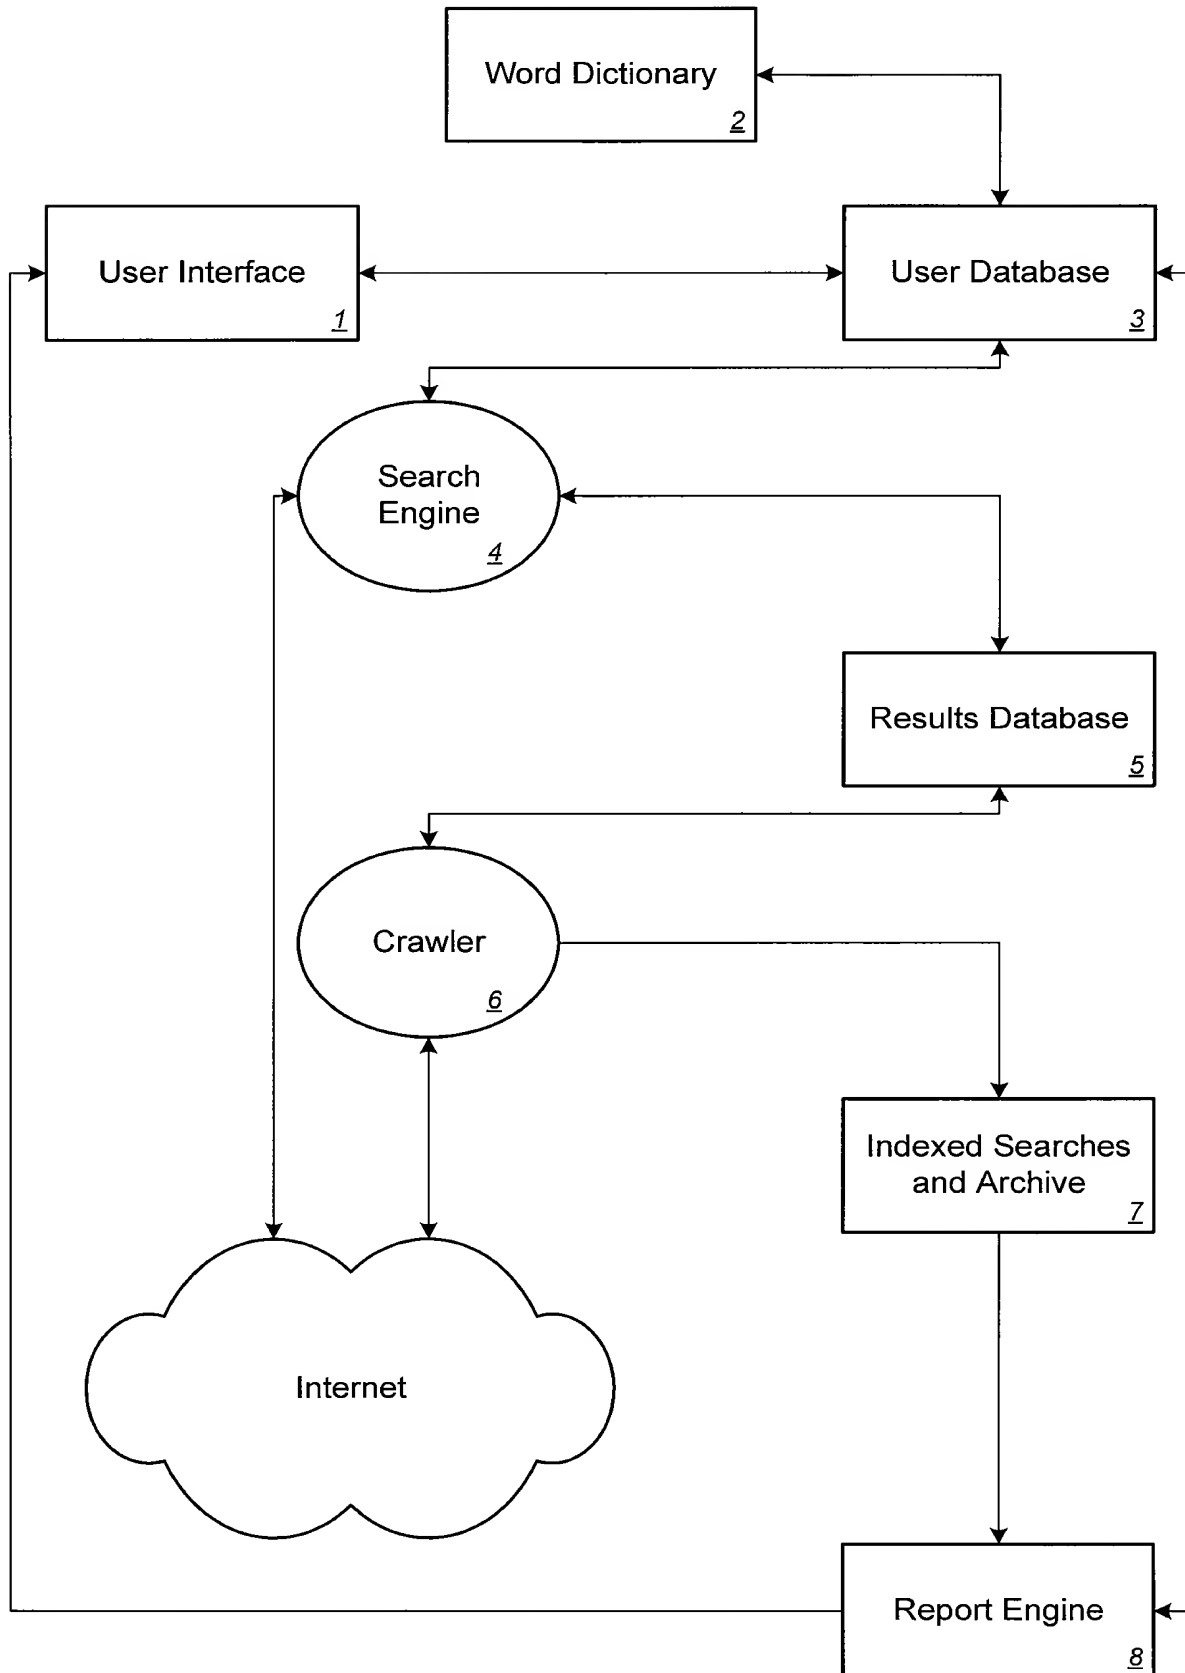 Word Dictionary
2
User Interface
1
User Database
3
Search
Engine
4
Results Database
5
Crawler
6
Indexed Searches
and Archive
7
Internet
Report Engine
8